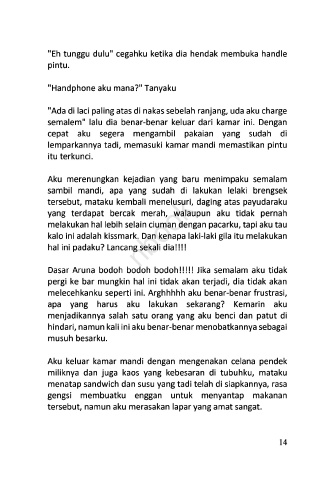 "Eh tunggu dulu" cegahku ketika dia hendak membuka handle
pintu.
"Handphone aku mana?" Tanyaku
"Ada di laci paling atas di nakas sebelah ranjang, uda aku charge
semalem" lalu dia benar-benar keluar dari kamar ini. Dengan
cepat aku segera mengambil pakaian yang sudah di
lemparkannya tadi, memasuki kamar mandi memastikan pintu
itu terkunci.
Aku merenungkan kejadian yang baru menimpaku semalam
sambil mandi, apa yang sudah di lakukan lelaki brengsek
tersebut, mataku kembali menelusuri, daging atas payudaraku
yang terdapat bercak merah, walaupun aku tidak pernah
melakukan hal lebih selain ciuman dengan pacarku, tapi aku tau
kalo ini adalah kissmark. Dan kenapa laki-laki gila itu melakukan
hal ini padaku? Lancang sekali dia!!!!
Dasar Aruna bodoh bodoh bodoh!!!!! Jika semalam aku tidak
pergi ke bar mungkin hal ini tidak akan terjadi, dia tidak akan
melecehkanku seperti ini. Arghhhhh aku benar-benar frustrasi,
apa yang harus aku lakukan sekarang? Kemarin aku
menjadikannya salah satu orang yang aku benci dan patut di
hindari, namun kali ini aku benar-benar menobatkannya sebagai
musuh besarku.
Aku keluar kamar mandi dengan mengenakan celana pendek
miliknya dan juga kaos yang kebesaran di tubuhku, mataku
menatap sandwich dan susu yang tadi telah di siapkannya, rasa
gengsi membuatku enggan untuk menyantap makanan
tersebut, namun aku merasakan lapar yang amat sangat.
14